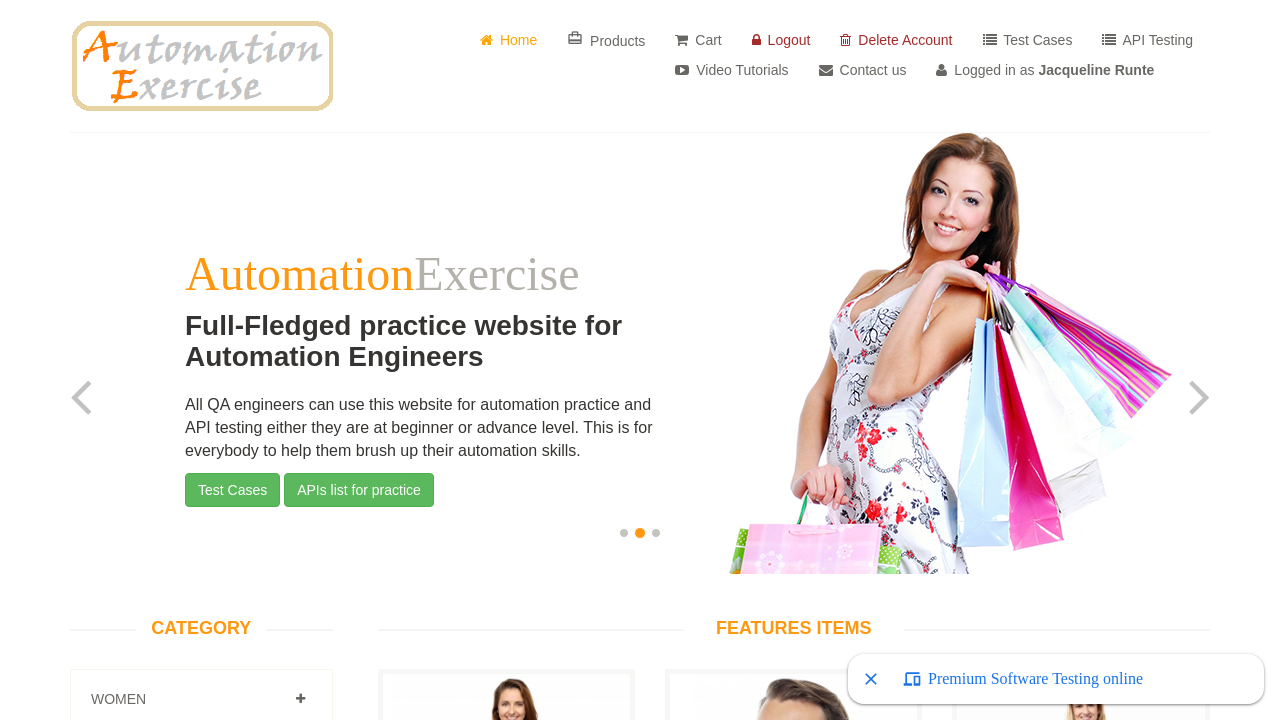 Automation
Exercise
Home
Products
Cart
Logout
Delete Account
Test Cases
API Testing
Video Tutorials
Contact us
Logged in as Jacqueline Runte
AutomationExercise
Full-Fledged practice website for
Automation Engineers
All QA engineers can use this website for automation practice and
API testing either they are at beginner or advance level. This is for
everybody to help them brush up their automation skills.
Test Cases
APIs list for practice
CATEGORY
FEATURES ITEMS
WOMEN
Premium Software Testing online